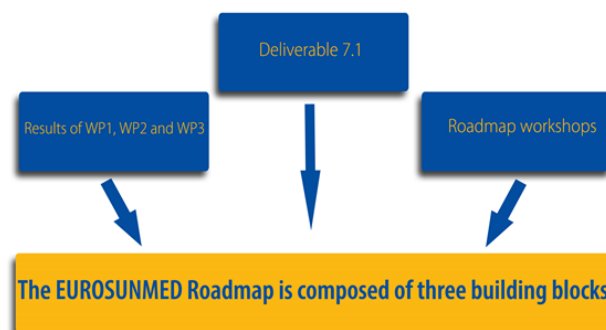 Deliverable 7.1
Results of WP1, WP2 and WP3
Roadmap workshops
The EUROSUNMED Roadmap is composed of three building blocks